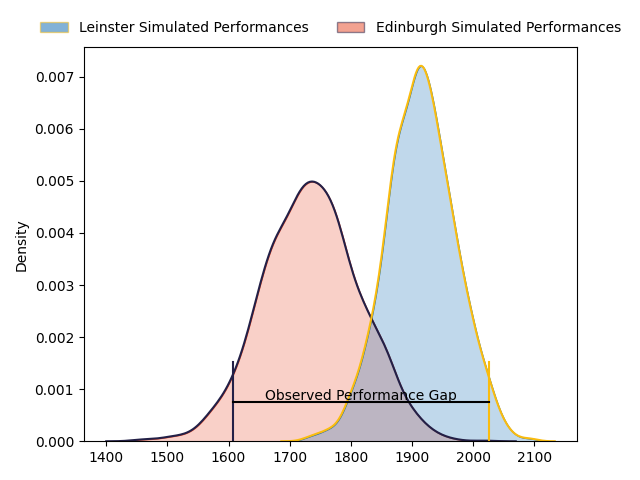 Leinster Simulated Performances Edinburgh Simulated Performances
0.007
0.006
0.005
0.004
0.003
0.002
0.001
0.000
Density
Observed Performance Gap
1400 1500 1600 1700 1800 1900 2000 2100